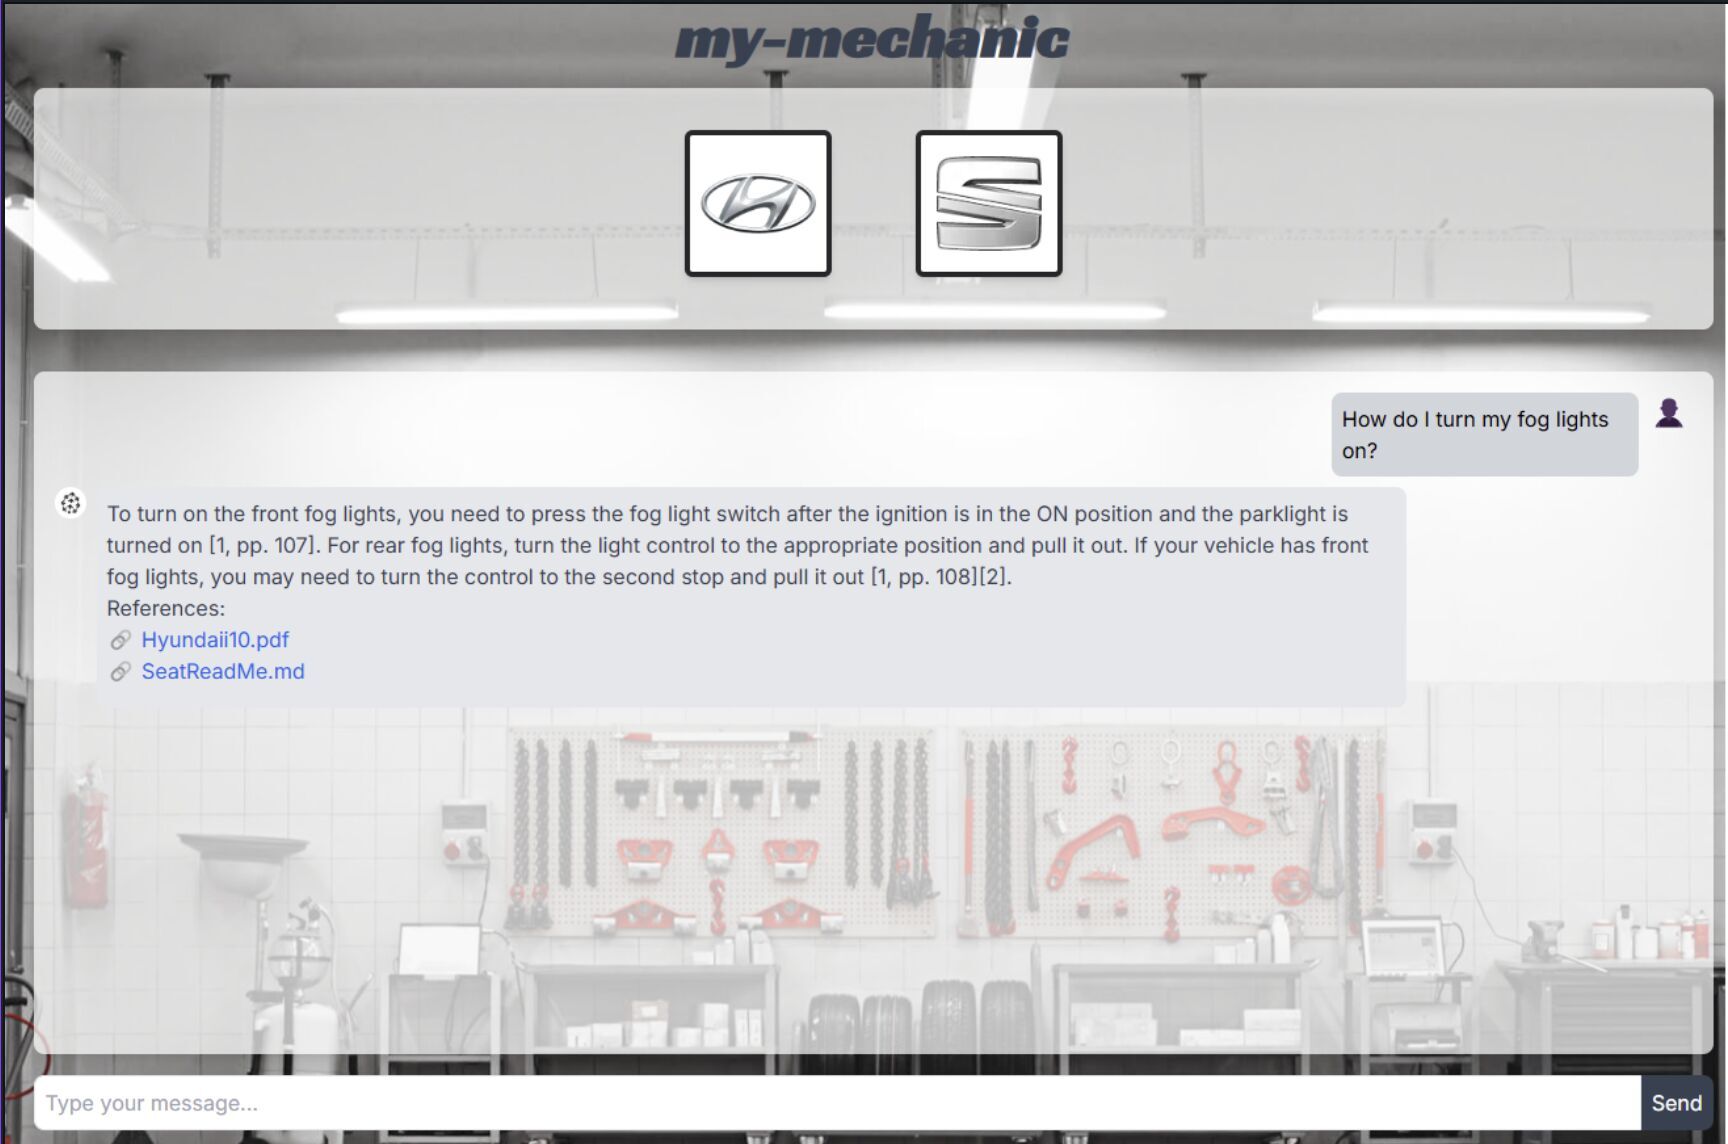 my-mechanic
How do I turn my fog lights
on?
To turn on the front fog lights, you need to press the fog light switch after the ignition is in the ON position and the parklight is
turned on [1, pp. 107]. For rear fog lights, turn the light control to the appropriate position and pull it out. If your vehicle has front
fog lights, you may need to turn the control to the second stop and pull it out [1, pp. 108][2].
References:
Hyundaii10.pdf
SeatReadMe.md
Type your message...
Send